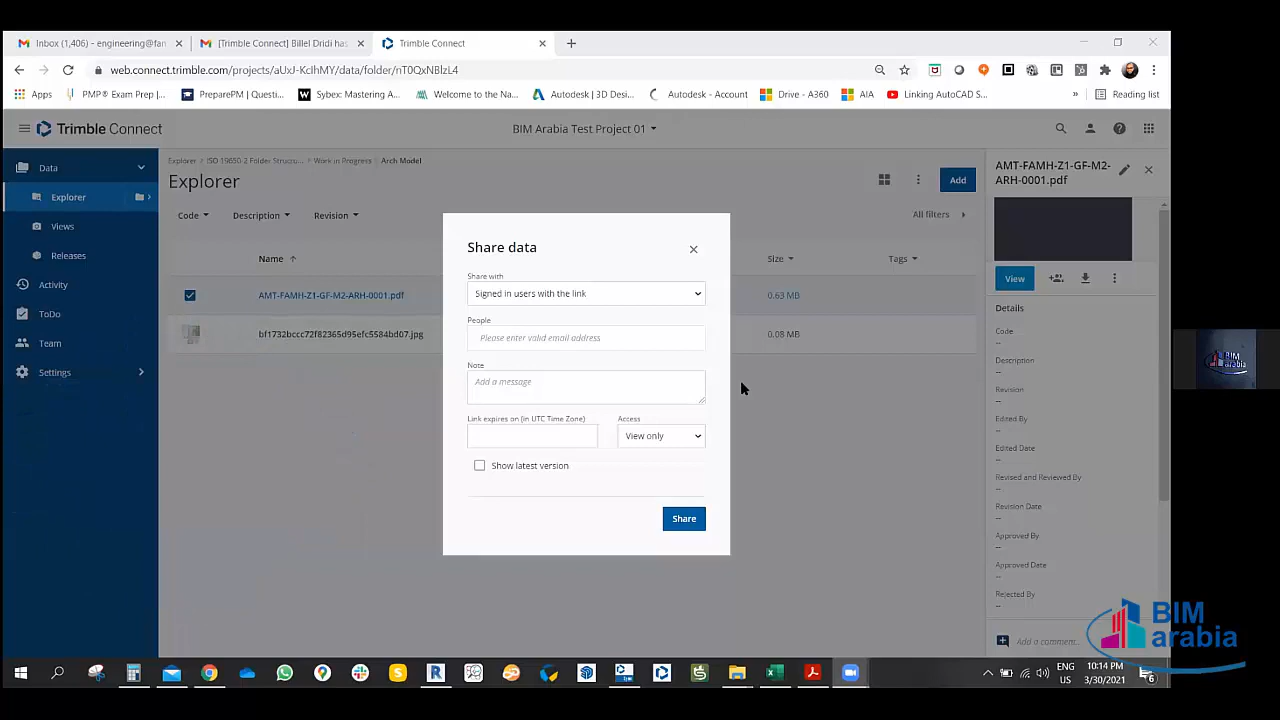 Inbox (1,406) – engineering@fan
[Trimble Connect] Billel Dridi has
Trimble Connect
web.connect.trimble.com/projects/aUxJ-KcIhMY/data/folder/nT0QxNBlzL4
Apps
PMP® Exam Prep |...
PreparePM | Questi...
Sybex: Mastering A...
Welcome to the Na...
Autodesk | 3D Desi...
Autodesk - Account
Drive - A360
AIA
Linking AutoCAD S...
»
Reading list
Trimble Connect
BIM Arabia Test Project 01
Data
Explorer
Views
Releases
Activity
ToDo
Team
Settings
Explorer / ISO 19650-2 Folder Structu... / Work in Progress / Arch Model
Explorer
Add
Code
Description
Revision
All filters
Name
Size
Tags
AMT-FAMH-Z1-GF-M2-ARH-0001.pdf
0.63 MB
bf1732bccc72f82365d95efc5584bd07.jpg
0.08 MB
Share data
Share with
Signed in users with the link
People
Please enter valid email address
Note
Add a message
Link expires on (in UTC Time Zone)
Access
View only
Show latest version
Share
AMT-FAMH-Z1-GF-M2-
ARH-0001.pdf
View
Details
Code
--
Description
--
Revision
--
Edited By
--
Edited Date
--
Revised and Reviewed By
--
Revision Date
--
Approved By
--
Approved Date
--
Rejected By
--
Add a comment.
BIM
arabia
BIM
arabia
ENG
US
10:14 PM
3/30/2021
6